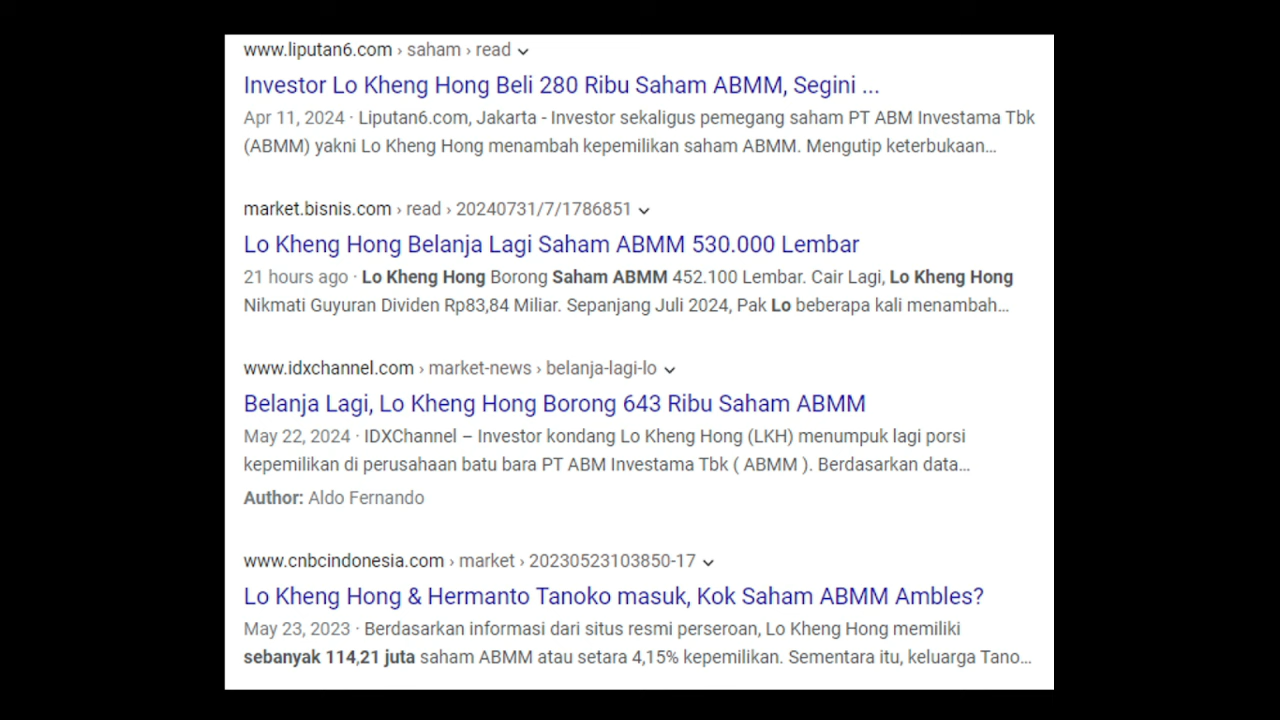 www.liputan6.com › saham › read
Investor Lo Kheng Hong Beli 280 Ribu Saham ABMM, Segini ...
Apr 11, 2024 · Liputan6.com, Jakarta - Investor sekaligus pemegang saham PT ABM Investama Tbk
(ABMM) yakni Lo Kheng Hong menambah kepemilikan saham ABMM. Mengutip keterbukaan…
market.bisnis.com › read › 20240731/7/1786851
Lo Kheng Hong Belanja Lagi Saham ABMM 530.000 Lembar
21 hours ago · Lo Kheng Hong Borong Saham ABMM 452.100 Lembar. Cair Lagi, Lo Kheng Hong
Nikmati Guyuran Dividen Rp83,84 Miliar. Sepanjang Juli 2024, Pak Lo beberapa kali menambah…
www.idxchannel.com › market-news › belanja-lagi-lo
Belanja Lagi, Lo Kheng Hong Borong 643 Ribu Saham ABMM
May 22, 2024 · IDXChannel – Investor kondang Lo Kheng Hong (LKH) menumpuk lagi porsi
kepemilikan di perusahaan batu bara PT ABM Investama Tbk ( ABMM ). Berdasarkan data…
Author: Aldo Fernando
www.cnbcindonesia.com › market › 20230523103850-17
Lo Kheng Hong & Hermanto Tanoko masuk, Kok Saham ABMM Ambles?
May 23, 2023 · Berdasarkan informasi dari situs resmi perseroan, Lo Kheng Hong memiliki
sebanyak 114,21 juta saham ABMM atau setara 4,15% kepemilikan. Sementara itu, keluarga Tano…